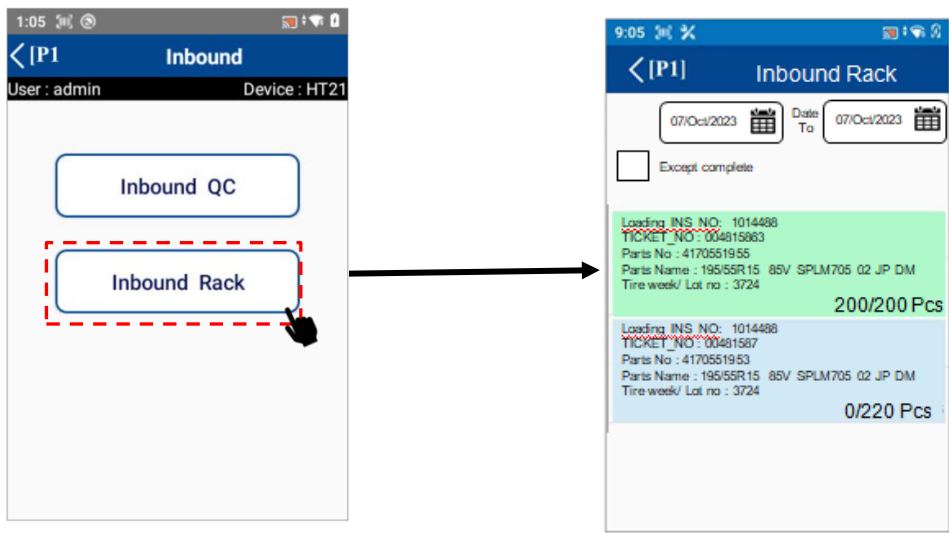 1:05
[P1
Inbound
User : admin
Device : HT21
Inbound QC
Inbound Rack
9:05
[P1]
Inbound Rack
07/Oct/2023
Date
To
07/Oct/2023
Except complete
Loading INS NO: 1014488
TICKET_NO : 004815863
Parts No : 4170551955
Parts Name : 195/55R15 85V SPLM705 02 JP DM
Tire week/ Lot no : 3724
200/200 Pcs
Loading INS NO: 1014488
TICKET_NO : 00481587
Parts No : 4170551953
Parts Name : 195/55R15 85V SPLM705 02 JP DM
Tire week/ Lot no : 3724
0/220 Pcs